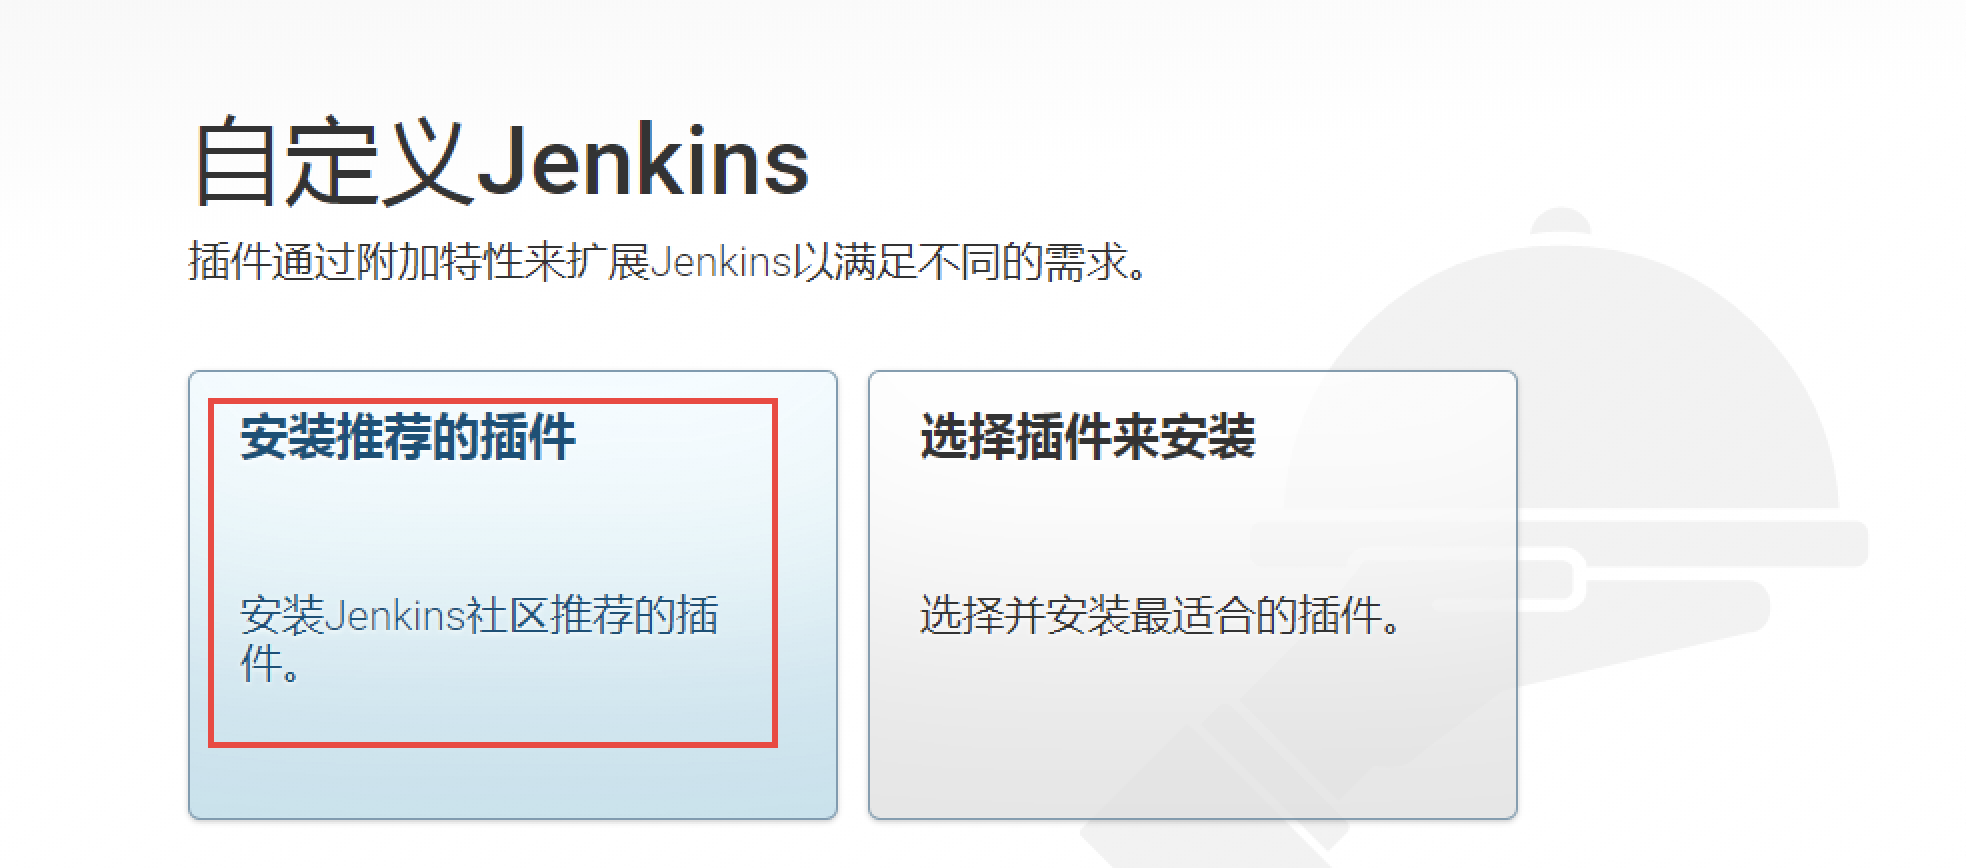 自定义Jenkins
插件通过附加特性来扩展Jenkins以满足不同的需求。
安装推荐的插件
安装Jenkins社区推荐的插
件。
选择插件来安装
选择并安装最适合的插件。